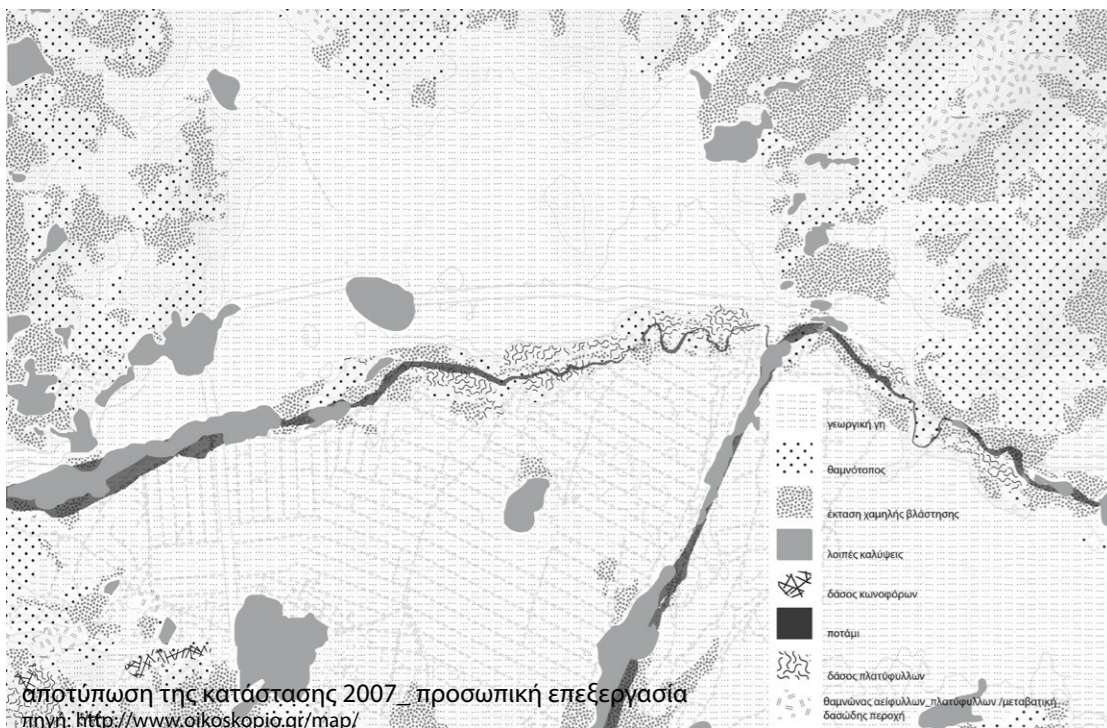 γεωργική γη
θαμνότοπος
έκταση χαμηλής βλάστησης
λοιπές καλύψεις
δάσος κωνοφόρων
ποτάμι
δάσος πλατύφυλλων
θαμνώνας αείφυλλων_πλατύφυλλων /μεταβατική
δασώδης περιοχή
αποτύπωση της κατάστασης 2007_ προσωπική επεξεργασία
πηγή: http://www.oikoskopio.gr/map/